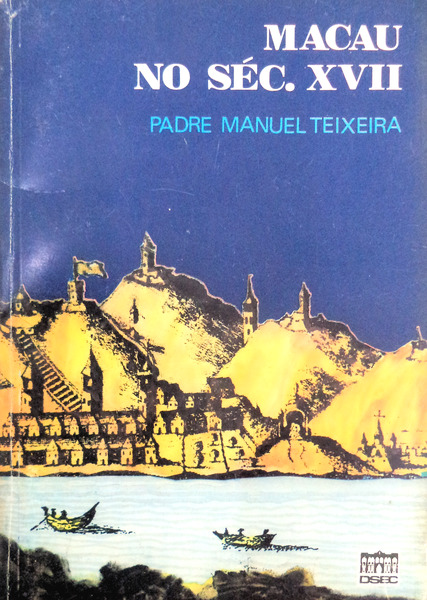 MACAU
NO SÉC. XVII
PADRE MANUEL TEIXEIRA
DSEC